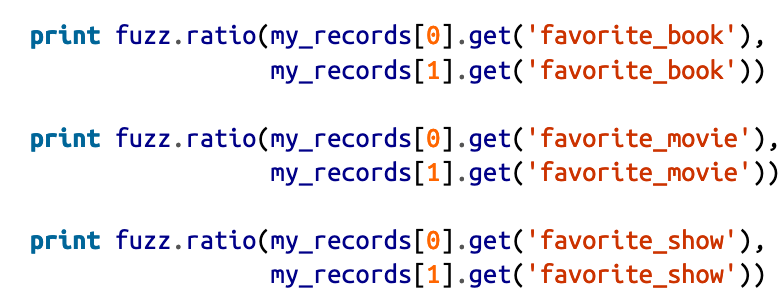 print fuzz.ratio(my_records[0].get('favorite_book'),
                 my_records[1].get('favorite_book'))

print fuzz.ratio(my_records[0].get('favorite_movie'),
                 my_records[1].get('favorite_movie'))

print fuzz.ratio(my_records[0].get('favorite_show'),
                 my_records[1].get('favorite_show'))